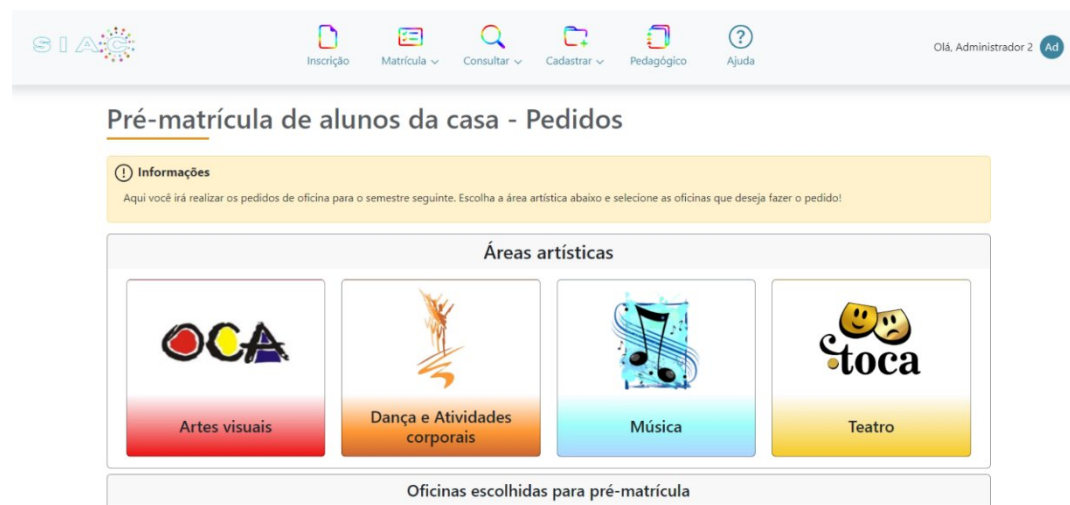 SIAC
Inscrição
Matrícula
Consultar
Cadastrar
Pedagógico
Ajuda
Olá, Administrador 2
Ad
Pré-matrícula de alunos da casa - Pedidos
Informações
Aqui você irá realizar os pedidos de oficina para o semestre seguinte. Escolha a área artística abaixo e selecione as oficinas que deseja fazer o pedido!
Áreas artísticas
OCA
toca
Artes visuais
Dança e Atividades
corporais
Música
Teatro
Oficinas escolhidas para pré-matrícula